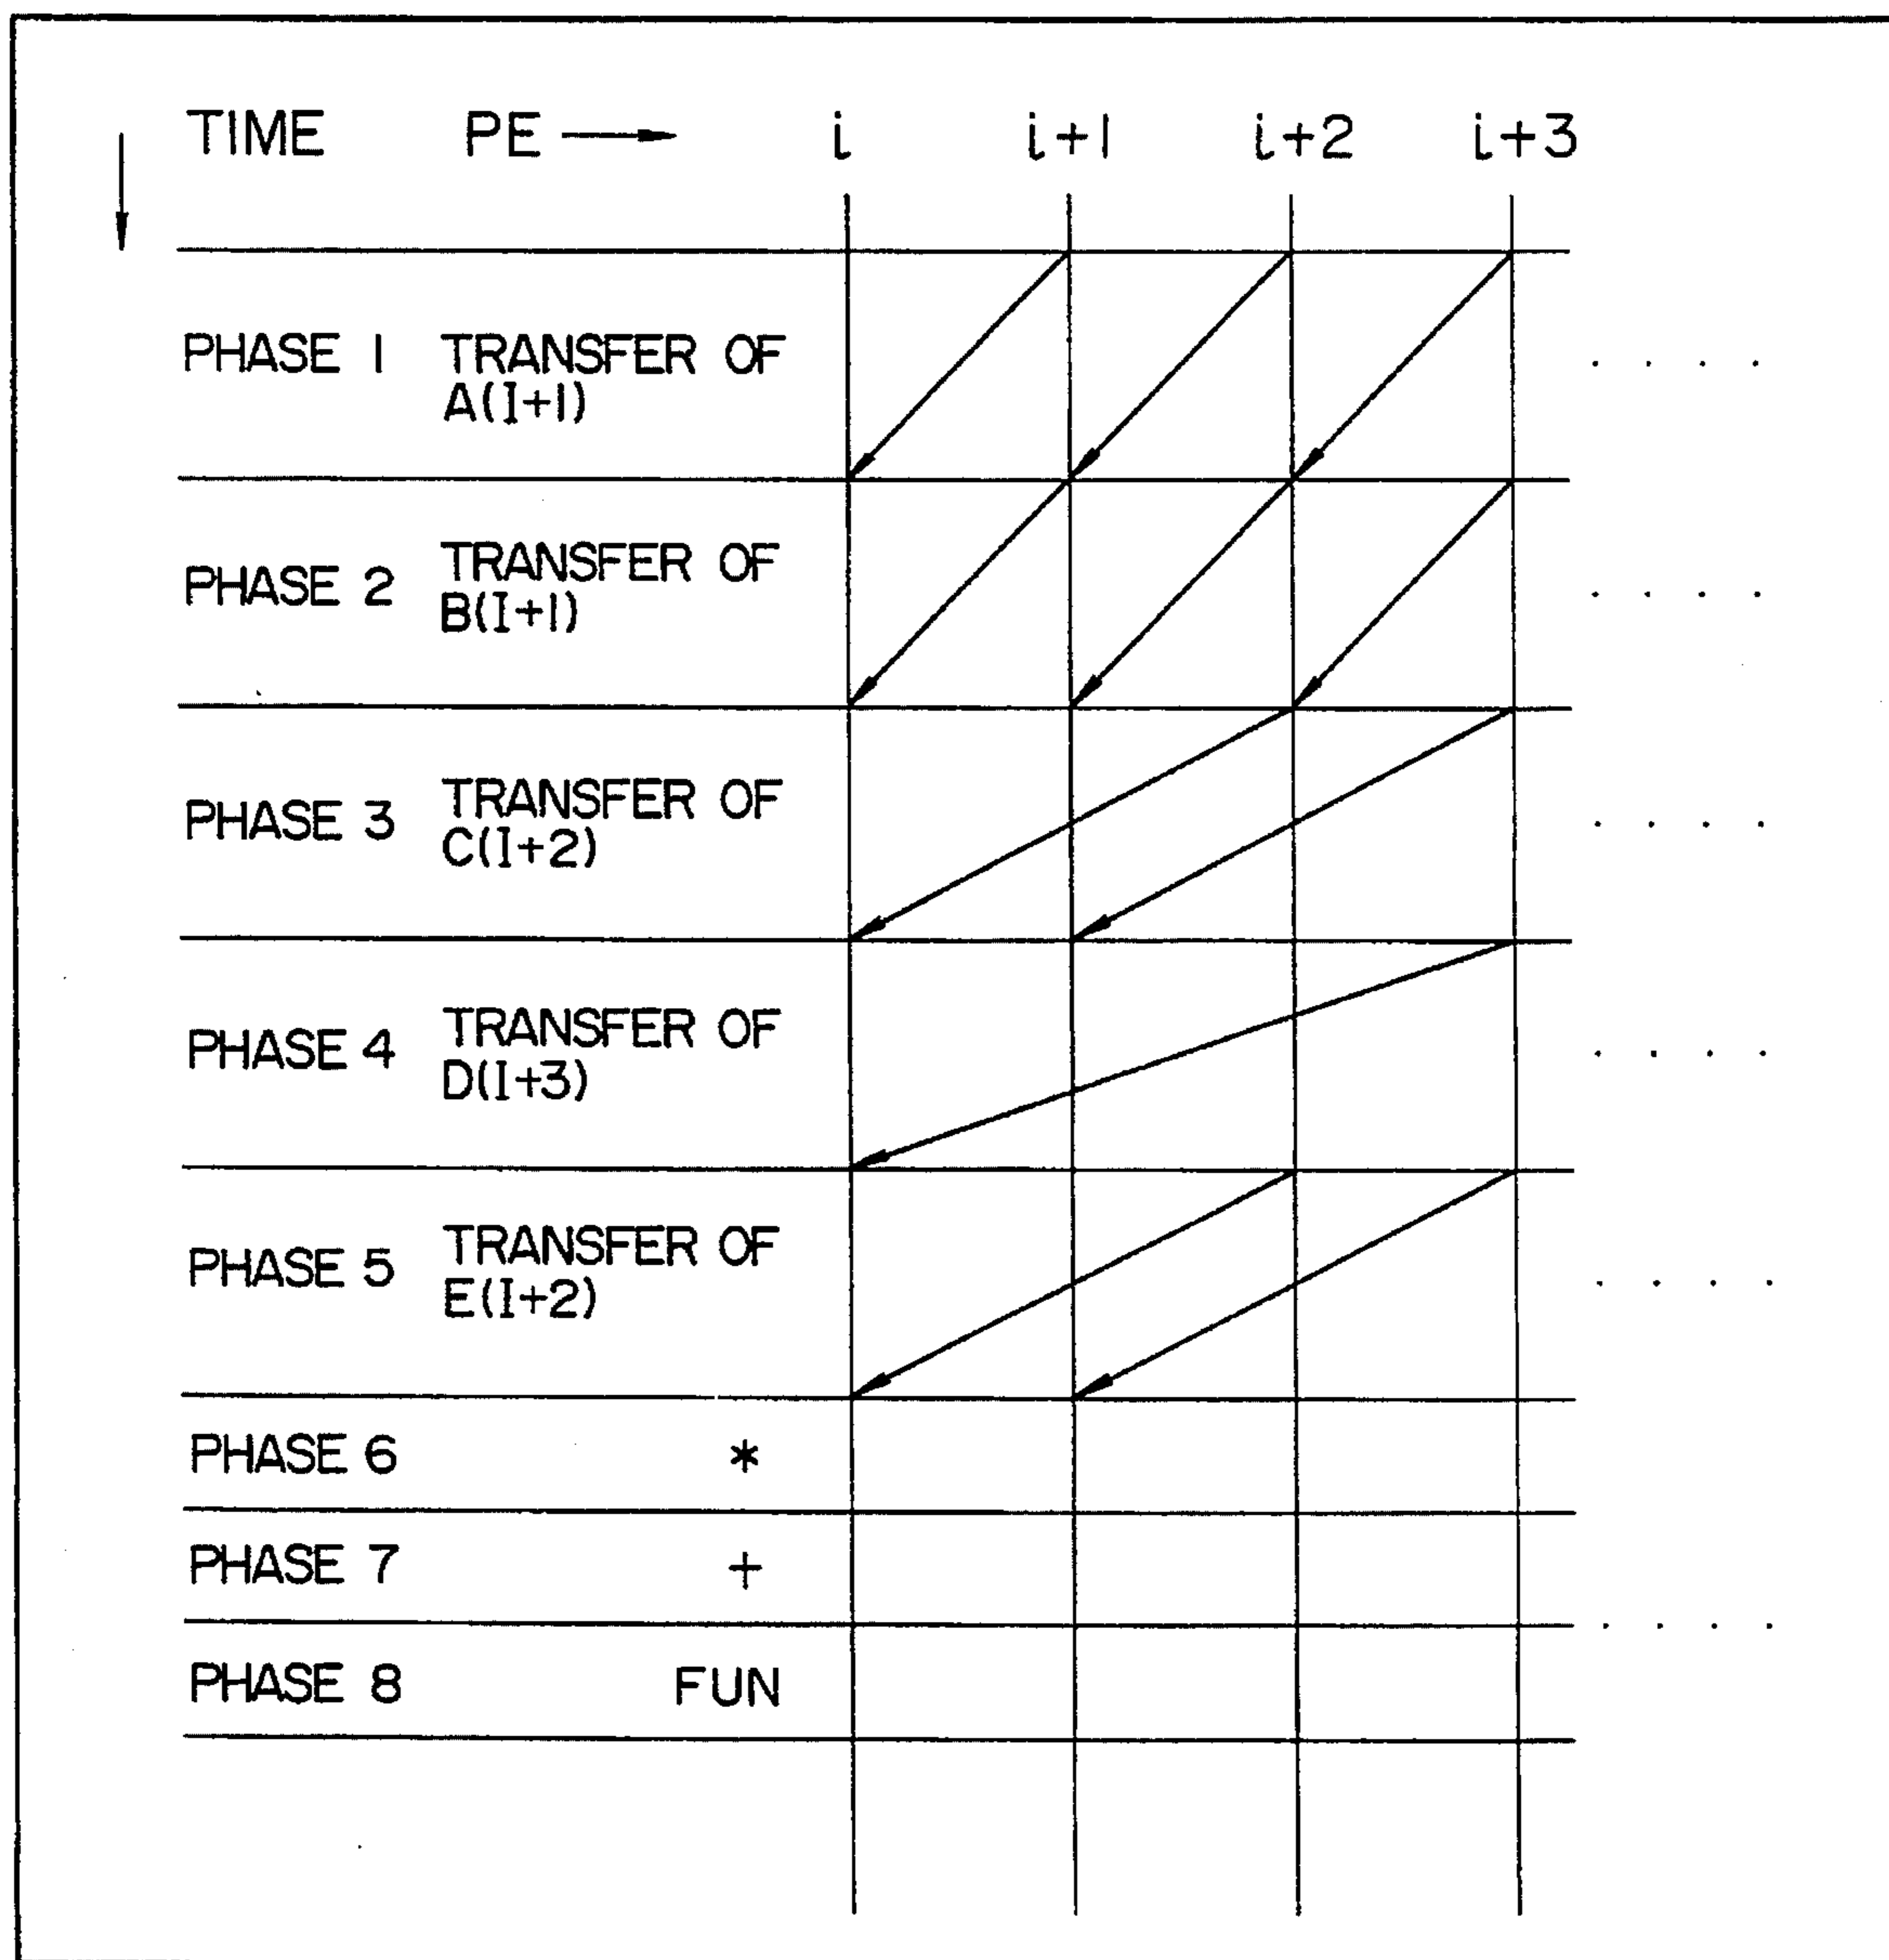 TIME PE i i+1 i+2 i+3
PHASE 1 TRANSFER OF
A(I+1)
. . . .
PHASE 2 TRANSFER OF
B(I+1)
. . . .
PHASE 3 TRANSFER OF
C(I+2)
. . . .
PHASE 4 TRANSFER OF
D(I+3)
. . . .
PHASE 5 TRANSFER OF
E(I+2)
. . . .
PHASE 6 *
PHASE 7 +
. . . .
PHASE 8 FUN